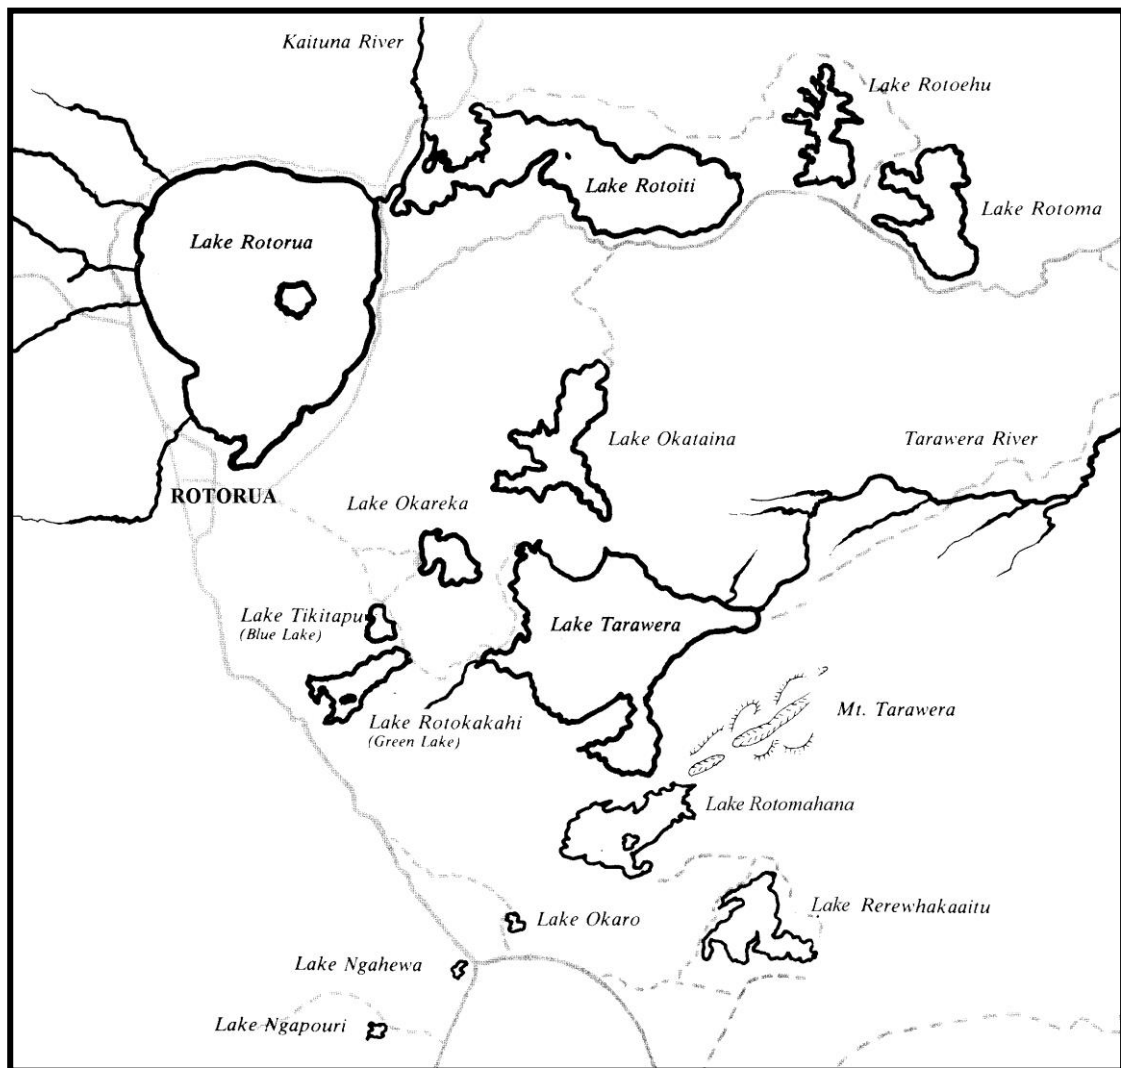 Kaituna River
Lake Rotoehu
Lake Rotoiti
Lake Rotoma
Lake Rotorua
Lake Okataina
Tarawera River
ROTORUA
Lake Okareka
Lake Tikitapu
(Blue Lake)
Lake Tarawera
Lake Rotokakahi
(Green Lake)
Mt. Tarawera
Lake Rotomahana
Lake Rerewhakaaitu
Lake Okaro
Lake Ngahewa
Lake Ngapouri